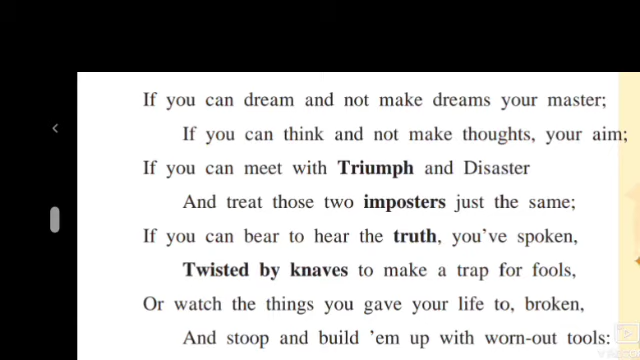 If you can dream and not make dreams your master;
If you can think and not make thoughts, your aim;
If you can meet with Triumph and Disaster
And treat those two imposters just the same;
If you can bear to hear the truth, you've spoken,
Twisted by knaves to make a trap for fools,
Or watch the things you gave your life to, broken,
And stoop and build 'em up with worn-out tools: